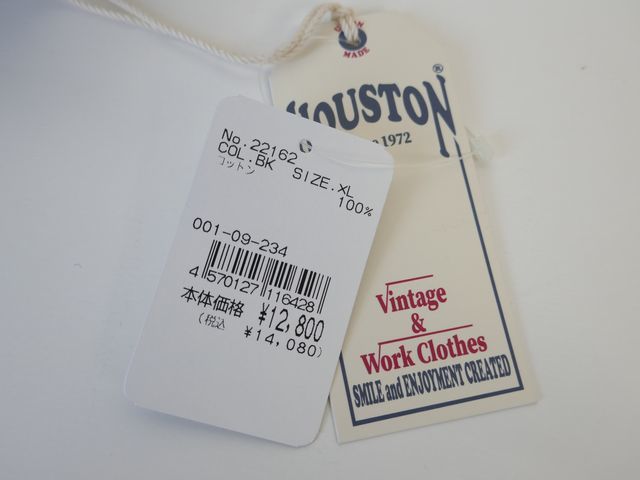 No.22162
COL.BK SIZE.XL
コットン 100%
001-09-234
4 570127 116428
本体価格 ¥12,800
(税込 ¥14,080)
MADE
HOUSTON®
1972
Vintage
&
Work Clothes
SMILE and ENJOYMENT CREATED